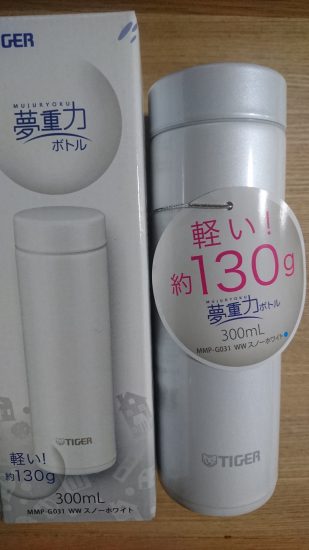 TIGER
MUJURYOKU
夢重力
ボトル
TIGER
軽い!
約130g
300mL
MMP-G031 WW スノーホワイト
軽い!
約130g
MUJURYOKU
夢重力ボトル
300mL
MMP-G031 WW スノーホワイト
TIGER